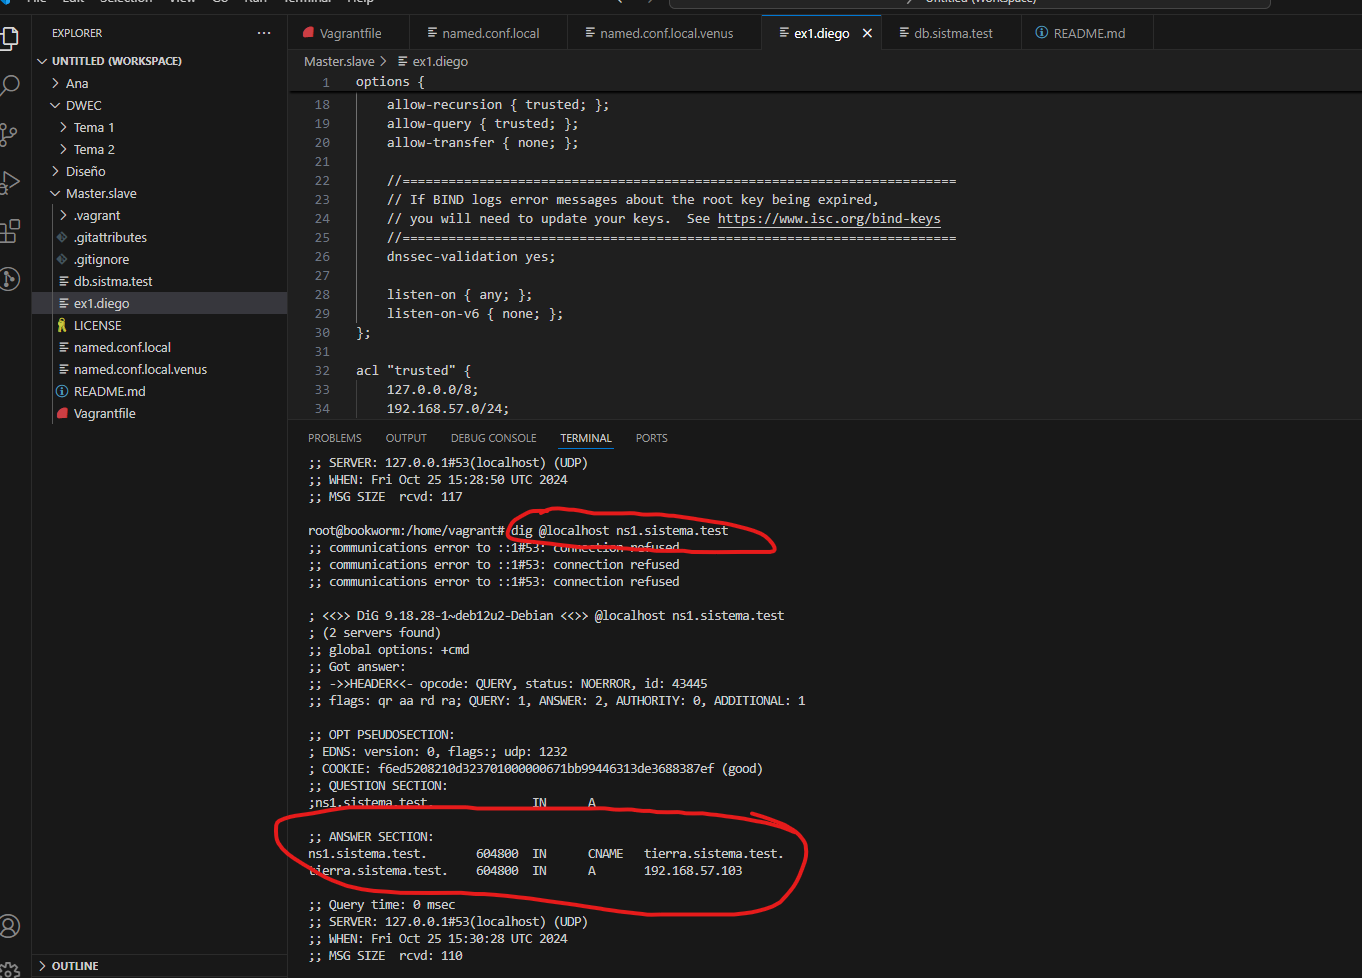 File Edit Selection View Go Run Terminal Help
Untitled (Workspace)
EXPLORER
UNTITLED (WORKSPACE)
Ana
DWEC
Tema 1
Tema 2
Diseño
Master.slave
.vagrant
.gitattributes
.gitignore
db.sistma.test
ex1.diego
LICENSE
named.conf.local
named.conf.local.venus
README.md
Vagrantfile
OUTLINE
Vagrantfile
named.conf.local
named.conf.local.venus
ex1.diego
db.sistma.test
README.md
Master.slave > ex1.diego
1 options {
18 allow-recursion { trusted; };
19 allow-query { trusted; };
20 allow-transfer { none; };
21
22 //=======================================================================
23 // If BIND logs error messages about the root key being expired,
24 // you will need to update your keys.  See https://www.isc.org/bind-keys
25 //=======================================================================
26 dnssec-validation yes;
27
28 listen-on { any; };
29 listen-on-v6 { none; };
30 };
31
32 acl "trusted" {
33 127.0.0.0/8;
34 192.168.57.0/24;
PROBLEMS OUTPUT DEBUG CONSOLE TERMINAL PORTS
;; SERVER: 127.0.0.1#53(localhost) (UDP)
;; WHEN: Fri Oct 25 15:28:50 UTC 2024
;; MSG SIZE  rcvd: 117
root@bookworm:/home/vagrant# dig @localhost ns1.sistema.test
;; communications error to ::1#53: connection refused
;; communications error to ::1#53: connection refused
;; communications error to ::1#53: connection refused
; <<>> DiG 9.18.28-1~deb12u2-Debian <<>> @localhost ns1.sistema.test
; (2 servers found)
;; global options: +cmd
;; Got answer:
;; ->>HEADER<<- opcode: QUERY, status: NOERROR, id: 43445
;; flags: qr aa rd ra; QUERY: 1, ANSWER: 2, AUTHORITY: 0, ADDITIONAL: 1
;; OPT PSEUDOSECTION:
; EDNS: version: 0, flags:; udp: 1232
; COOKIE: f6ed5208210d323701000000671bb99446313de3688387ef (good)
;; QUESTION SECTION:
;ns1.sistema.test. IN A
;; ANSWER SECTION:
ns1.sistema.test. 604800 IN CNAME tierra.sistema.test.
tierra.sistema.test. 604800 IN A 192.168.57.103
;; Query time: 0 msec
;; SERVER: 127.0.0.1#53(localhost) (UDP)
;; WHEN: Fri Oct 25 15:30:28 UTC 2024
;; MSG SIZE  rcvd: 110